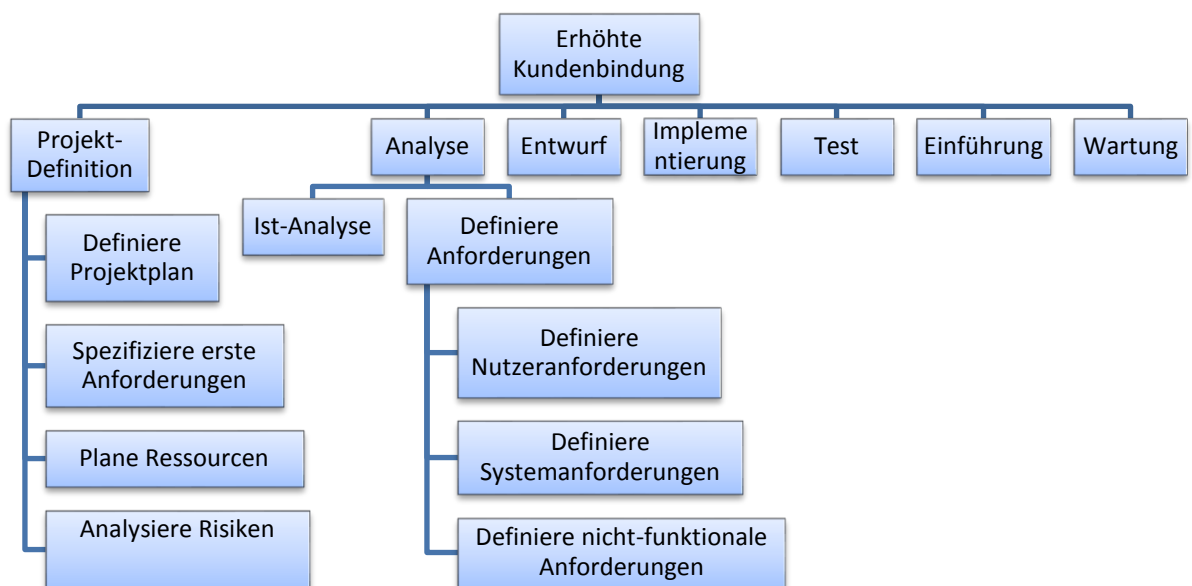 Erhöhte
Kundenbindung
Projekt-
Definition
Analyse
Entwurf
Impleme
ntierung
Test
Einführung
Wartung
Ist-Analyse
Definiere
Anforderungen
Definiere
Projektplan
Spezifiziere erste
Anforderungen
Plane Ressourcen
Analysiere Risiken
Definiere
Nutzeranforderungen
Definiere
Systemanforderungen
Definiere nicht-funktionale
Anforderungen